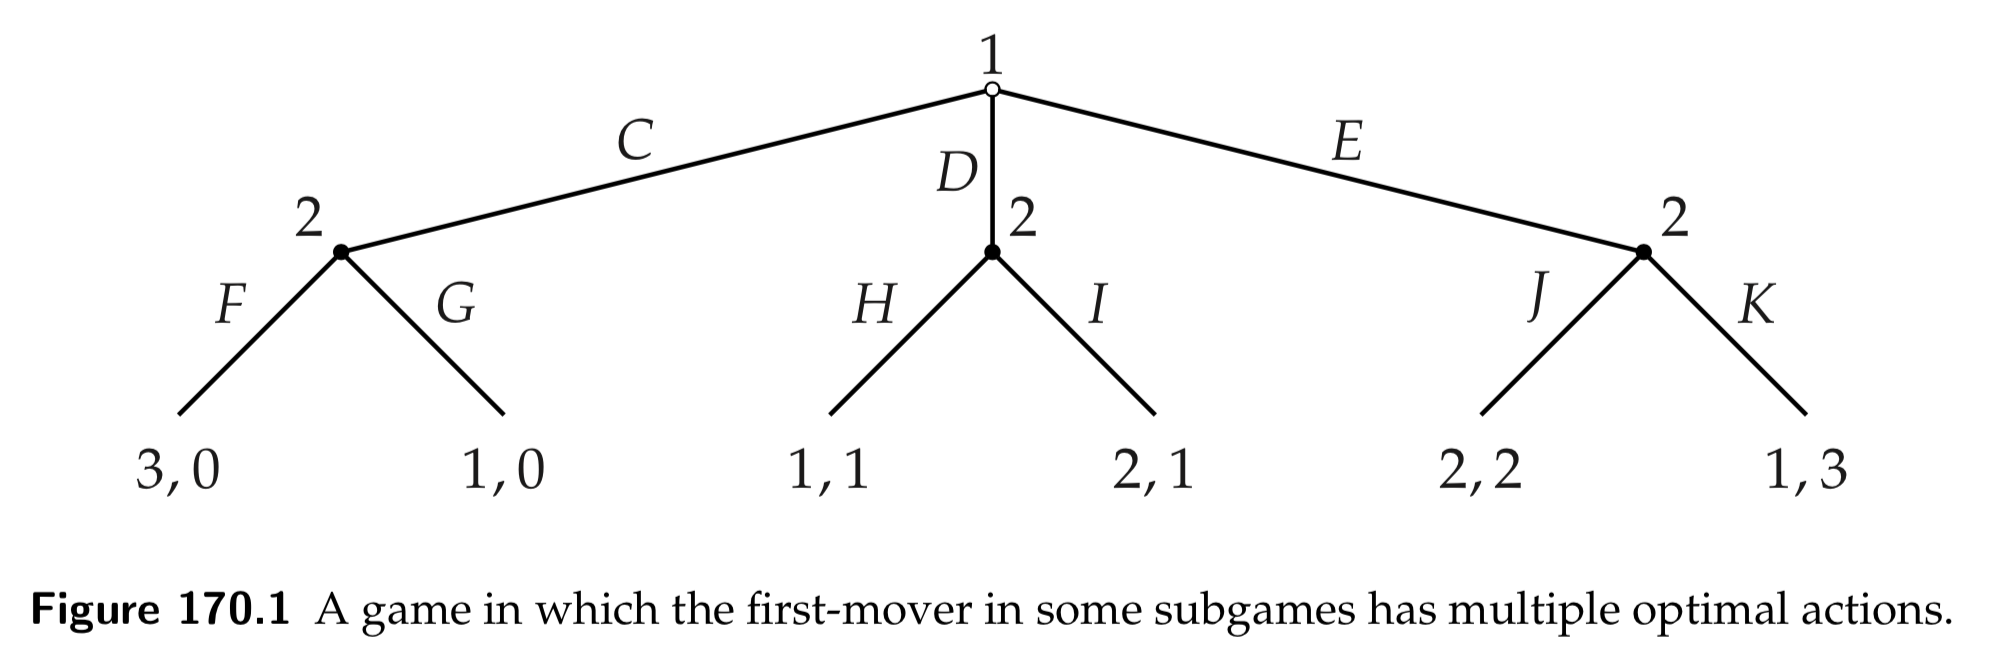 1
C D E
2 2 2
F G H I J K
3, 0 1, 0 1, 1 2, 1 2, 2 1, 3
Figure 170.1 A game in which the first-mover in some subgames has multiple optimal actions.